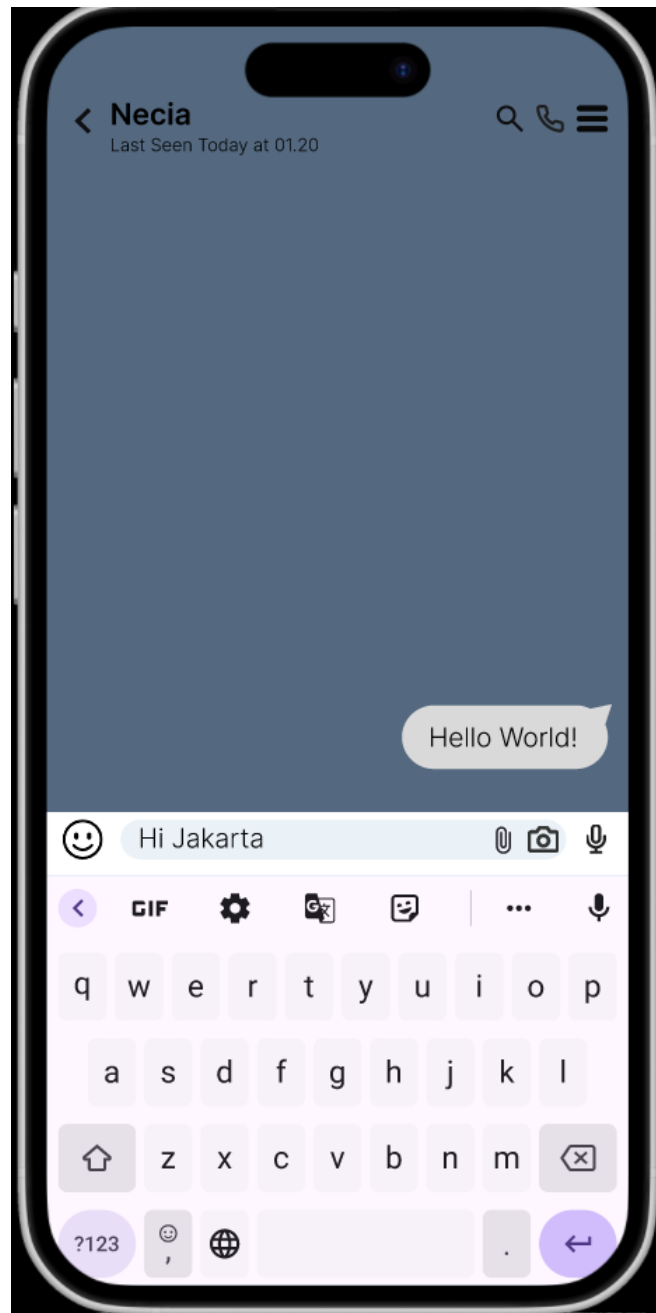 Necia
Last Seen Today at 01.20
Hello World!
Hi Jakarta
GIF G
q w e r t y u i o p
a s d f g h j k l
z x c v b n m
?123 , .